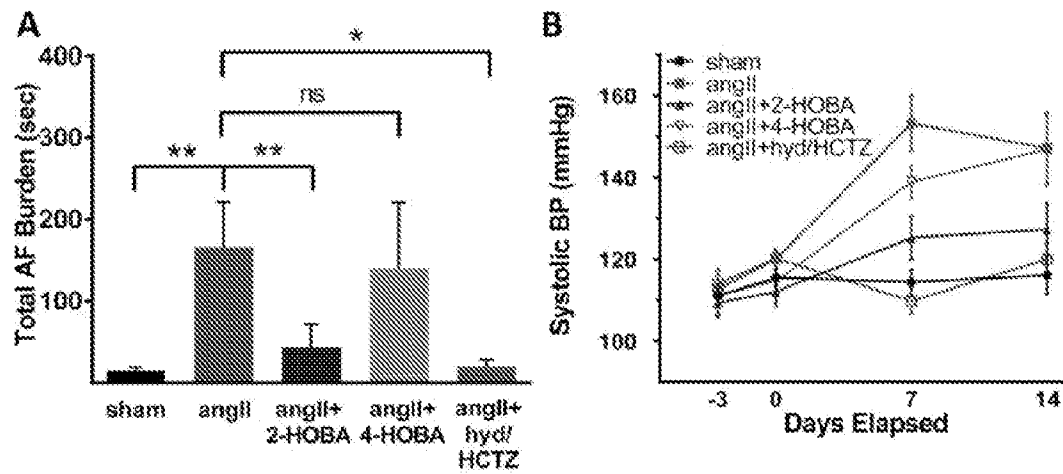 A
400
300
200
100
Total AF Burden (sec)
*
ns
**
**
sham
angII
angII+
2-HOBA
angII+
4-HOBA
angII+
hyd/
HCTZ
B
sham
angII
angII+2-HOBA
angII+4-HOBA
angII+hyd/HCTZ
160
140
120
100
Systolic BP (mmHg)
-3
0
7
14
Days Elapsed